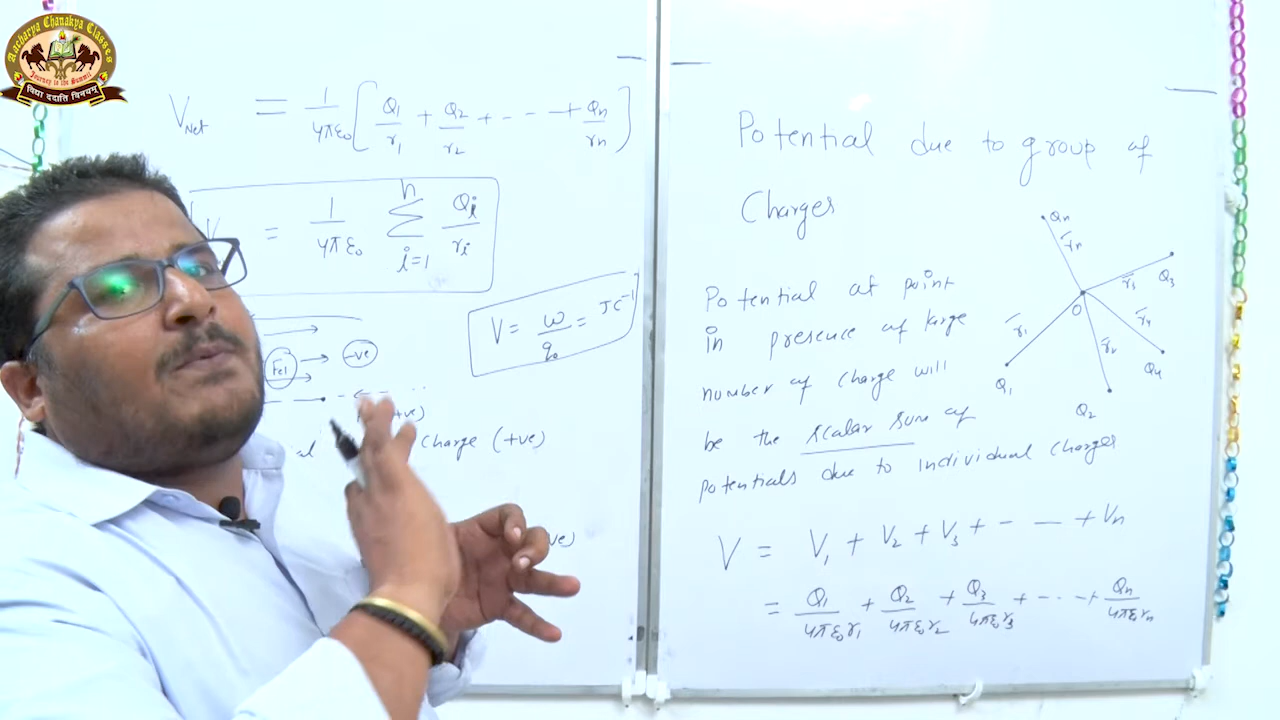 Aacharya Chanakya Classes
Journey to the Summit
विद्या ददाति विनयम्
V_Net = 1/4πε₀ [ Q₁/r₁ + Q₂/r₂ + - - - + Qₙ/rₙ ]
V = 1/4πε₀ Σ_{i=1}^{n} Qᵢ/rᵢ
V = w/q₀ = JC⁻¹
-ve
Charge (+ve)
Potential due to group of
Charges
Potential at point
in presence of large
number of charge will
be the scalar sum of
potentials due to individual charges
V = V₁ + V₂ + V₃ + - - - + Vₙ
= Q₁/4πε₀r₁ + Q₂/4πε₀r₂ + Q₃/4πε₀r₃ + - - - + Qₙ/4πε₀rₙ
Qₙ
rₙ
Q₃
r₃
O
r₁
r₄
r₂
Q₁
Q₄
Q₂